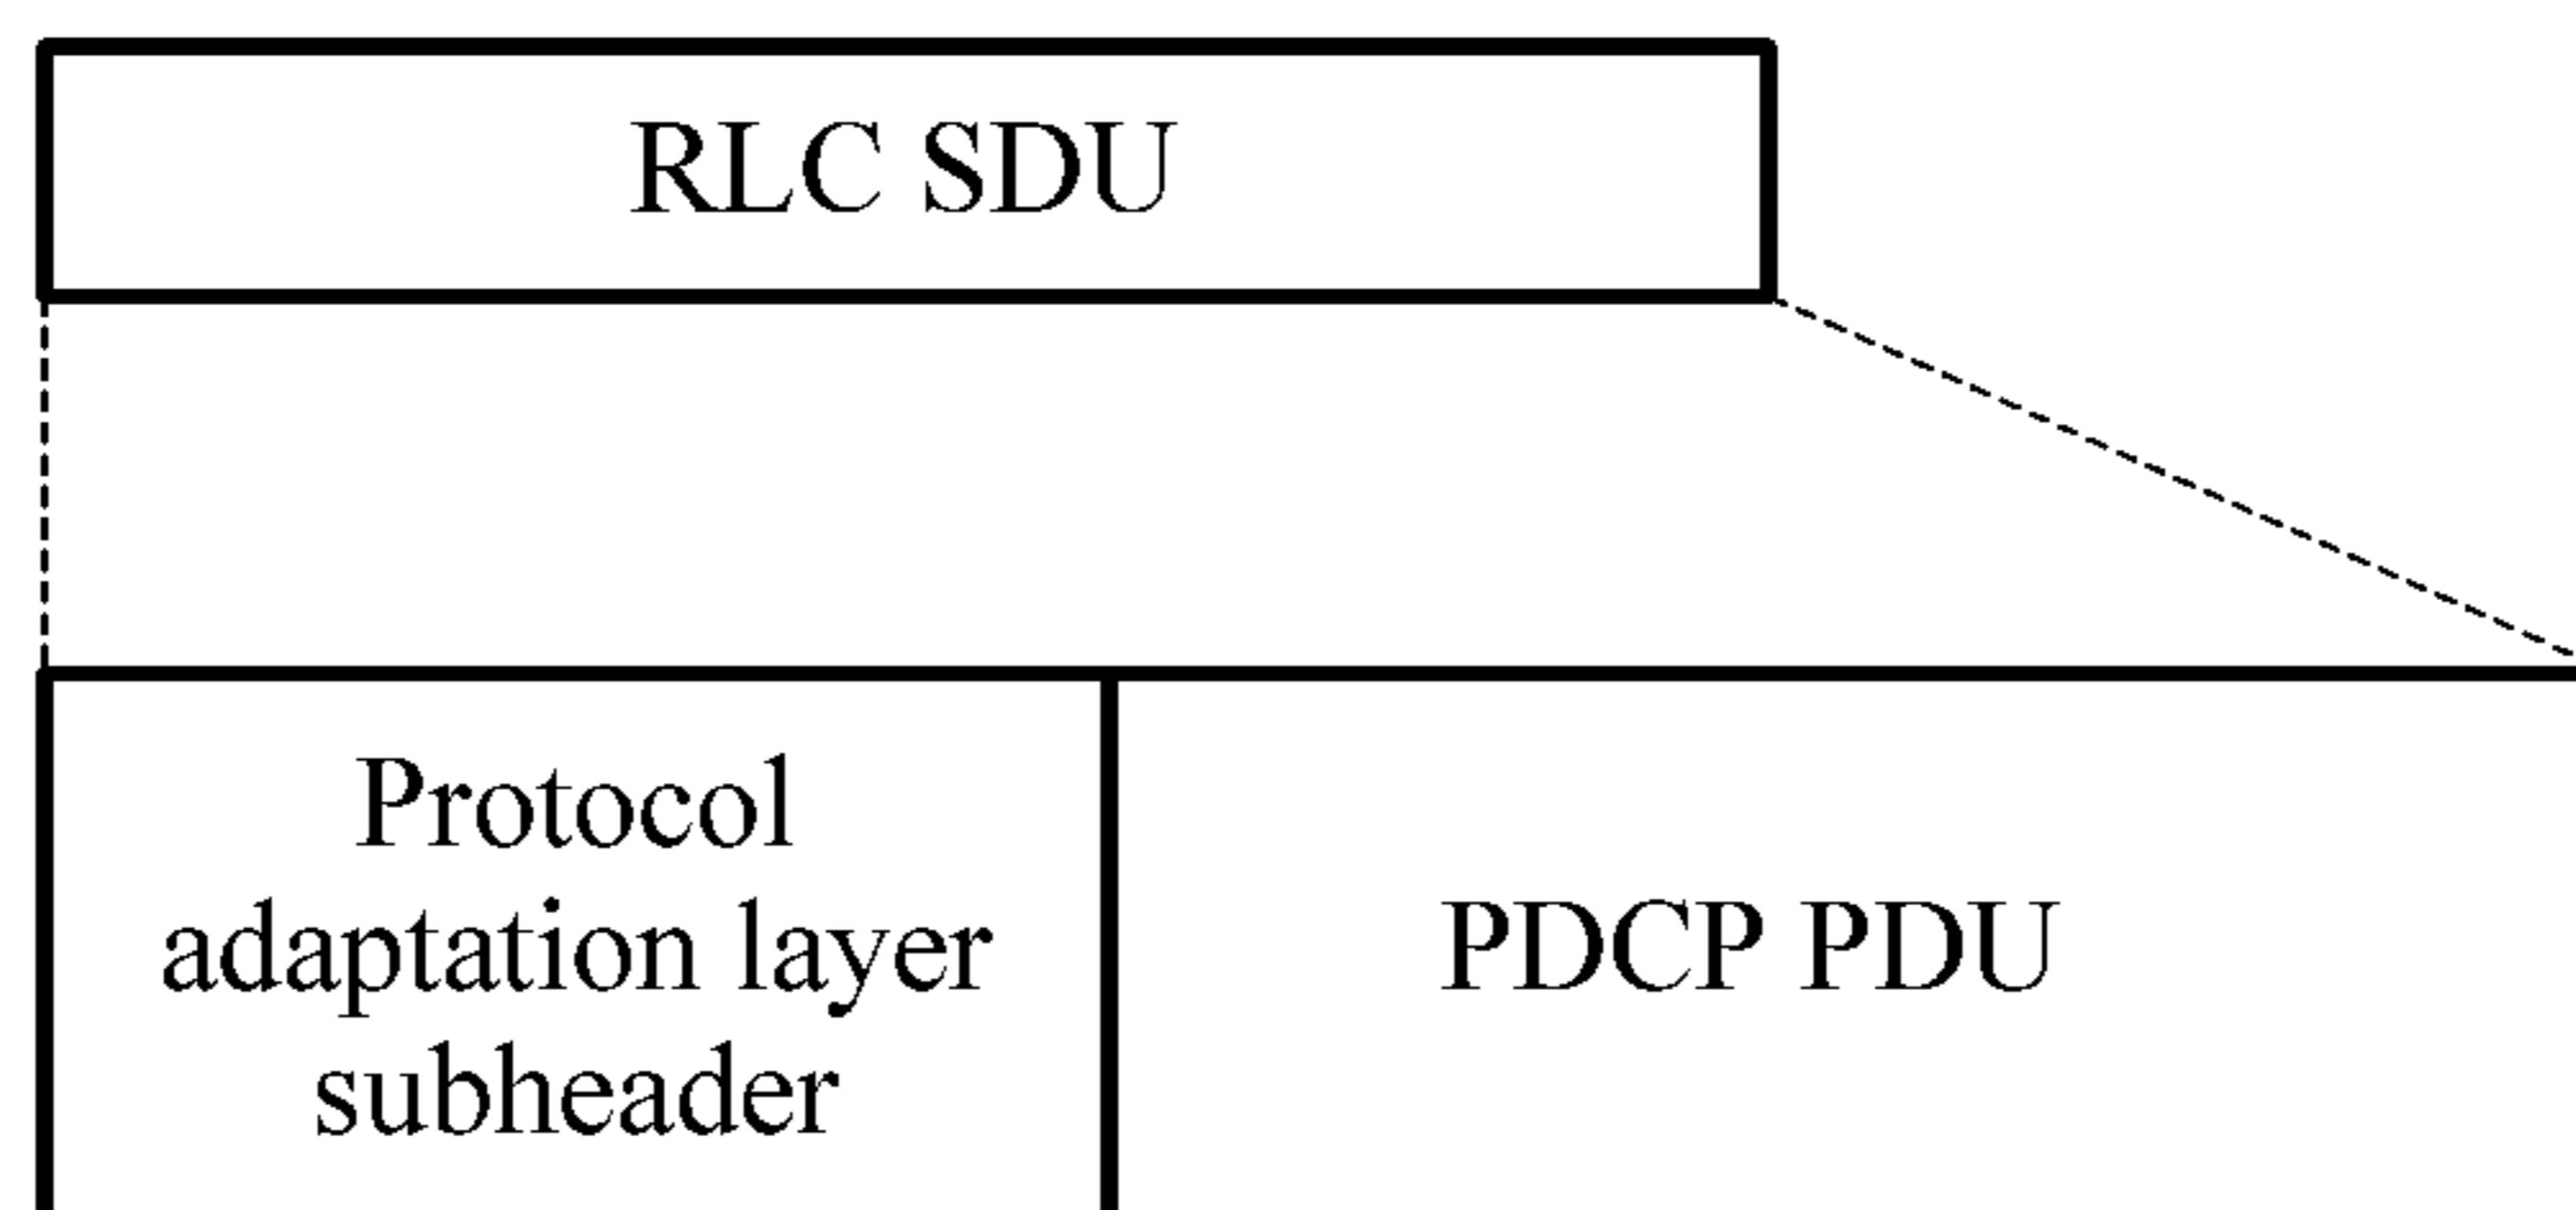 RLC SDU
Protocol
adaptation layer
subheader
PDCP PDU